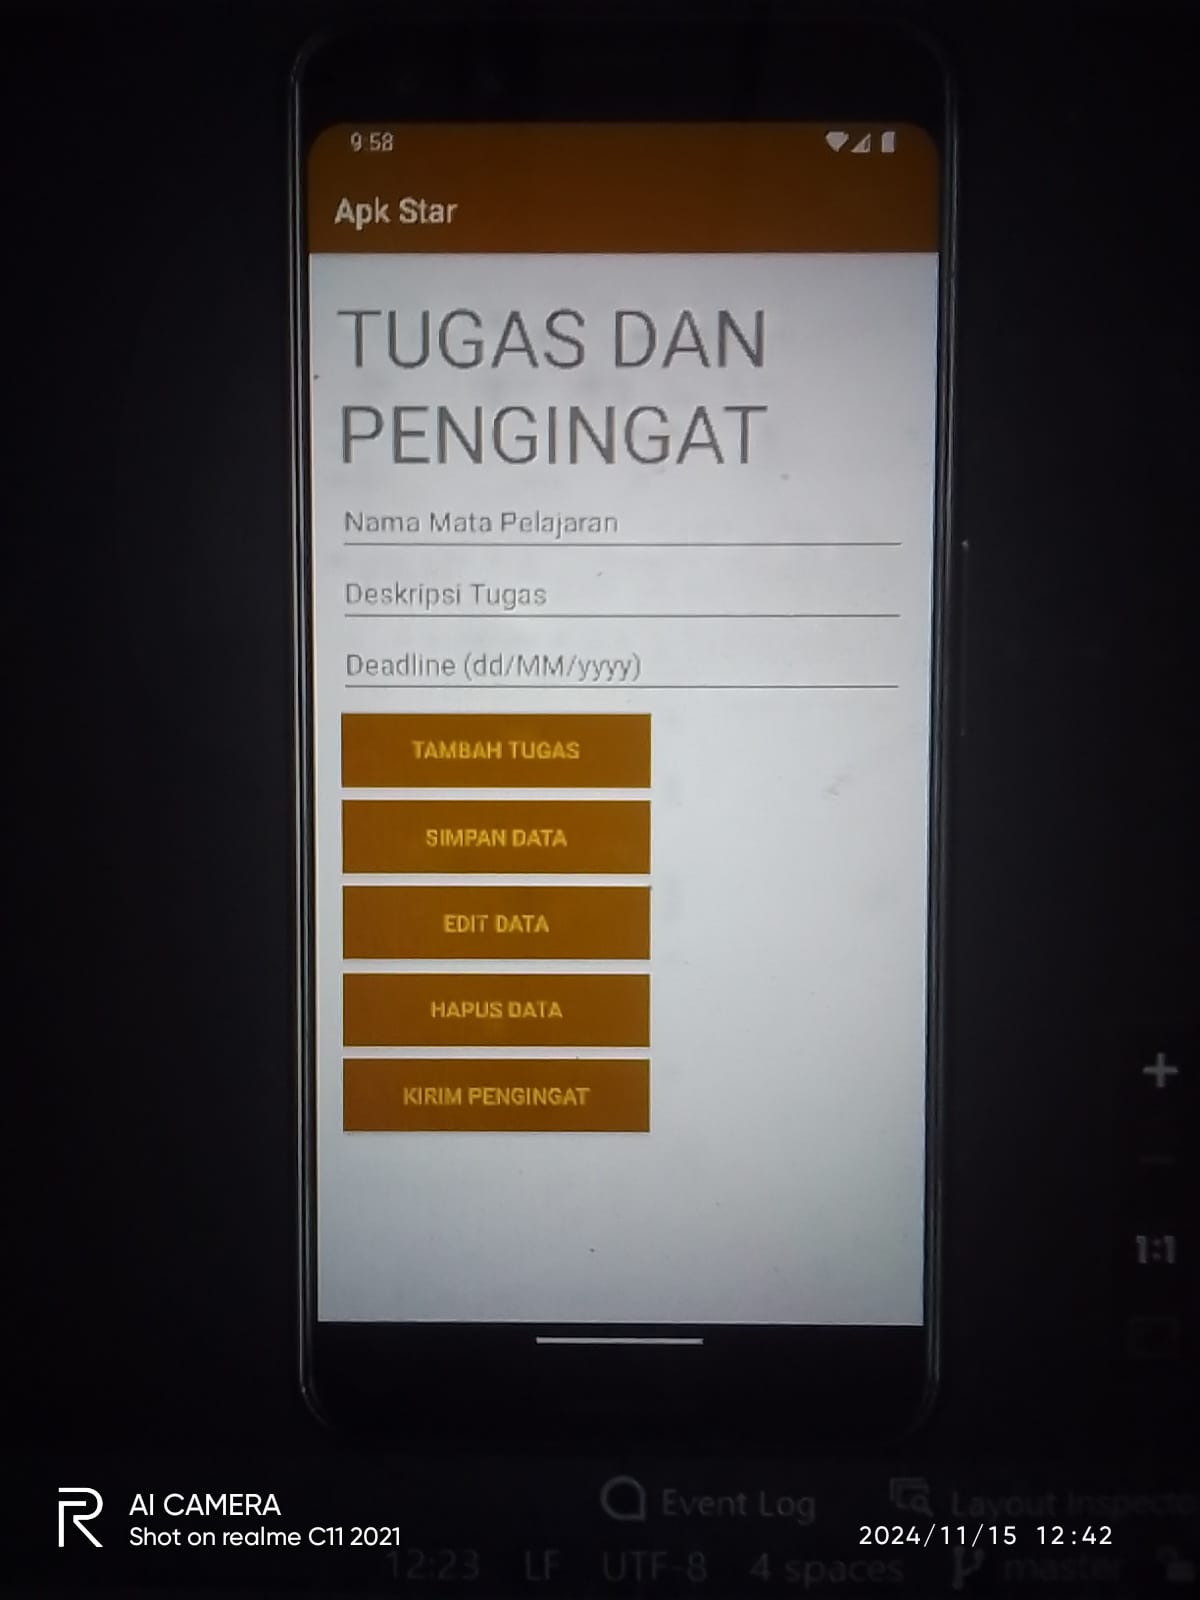 9:58
Apk Star
TUGAS DAN
PENGINGAT
Nama Mata Pelajaran
Deskripsi Tugas
Deadline (dd/MM/yyyy)
TAMBAH TUGAS
SIMPAN DATA
EDIT DATA
HAPUS DATA
KIRIM PENGINGAT
1:1
Event Log
Layout Inspecto
AI CAMERA
Shot on realme C11 2021
2024/11/15 12:42
12:23 LF UTF-8 4 spaces master